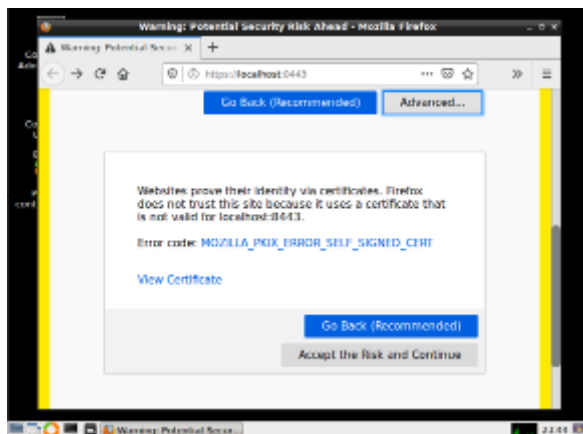 Warning: Potential Security Risk Ahead - Mozilla Firefox
Warning: Potential Secur
https://localhost:8443
Go Back (Recommended)
Advanced...
Websites prove their identity via certificates. Firefox
does not trust this site because it uses a certificate that
is not valid for localhost:8443.
Error code: MOZILLA_PKIX_ERROR_SELF_SIGNED_CERT
View Certificate
Go Back (Recommended)
Accept the Risk and Continue
Warning: Potential Secur...